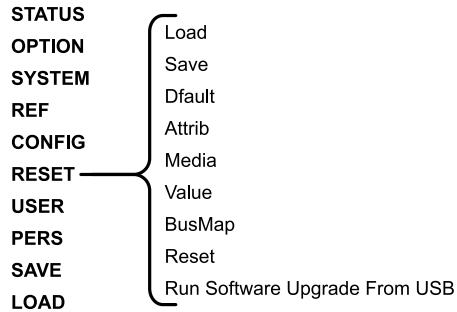 STATUS
OPTION
SYSTEM
REF
CONFIG
RESET
USER
PERS
SAVE
LOAD
Load
Save
Dfault
Attrib
Media
Value
BusMap
Reset
Run Software Upgrade From USB